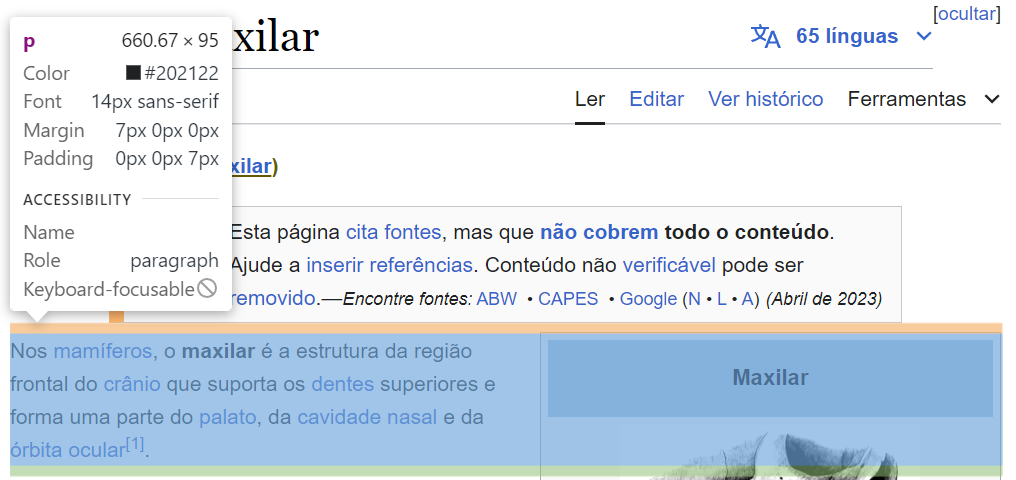 [ocultar]
xilar
65 línguas
Ler Editar Ver histórico Ferramentas
xilar)
p 660.67 × 95
Color #202122
Font 14px sans-serif
Margin 7px 0px 0px
Padding 0px 0px 7px
ACCESSIBILITY
Name
Role paragraph
Keyboard-focusable
Esta página cita fontes, mas que não cobrem todo o conteúdo.
Ajude a inserir referências. Conteúdo não verificável pode ser
removido.—Encontre fontes: ABW • CAPES • Google (N • L • A) (Abril de 2023)
Nos mamíferos, o maxilar é a estrutura da região
frontal do crânio que suporta os dentes superiores e
forma uma parte do palato, da cavidade nasal e da
órbita ocular[1].
Maxilar